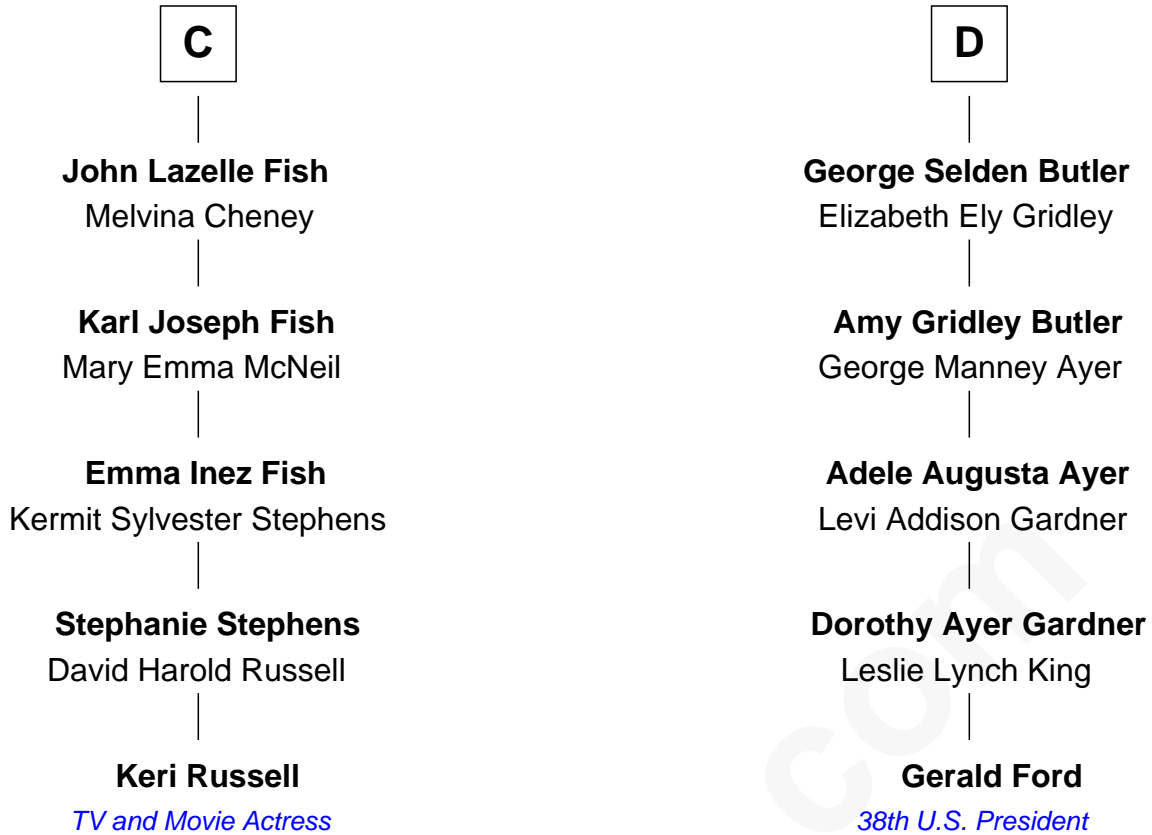 C
John Lazelle Fish
Melvina Cheney
Karl Joseph Fish
Mary Emma McNeil
Emma Inez Fish
Kermit Sylvester Stephens
Stephanie Stephens
David Harold Russell
Keri Russell
TV and Movie Actress
D
George Selden Butler
Elizabeth Ely Gridley
Amy Gridley Butler
George Manney Ayer
Adele Augusta Ayer
Levi Addison Gardner
Dorothy Ayer Gardner
Leslie Lynch King
Gerald Ford
38th U.S. President
com